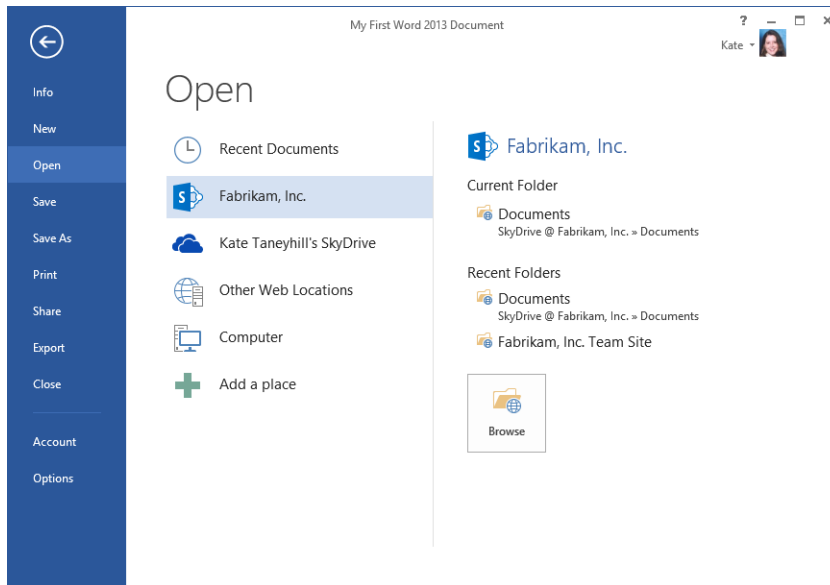 My First Word 2013 Document
?
Kate
Info
New
Open
Save
Save As
Print
Share
Export
Close
Account
Options
Open
Recent Documents
Fabrikam, Inc.
Kate Taneyhill's SkyDrive
Other Web Locations
Computer
Add a place
S Fabrikam, Inc.
Current Folder
Documents
SkyDrive @ Fabrikam, Inc. » Documents
Recent Folders
Documents
SkyDrive @ Fabrikam, Inc. » Documents
Fabrikam, Inc. Team Site
Browse